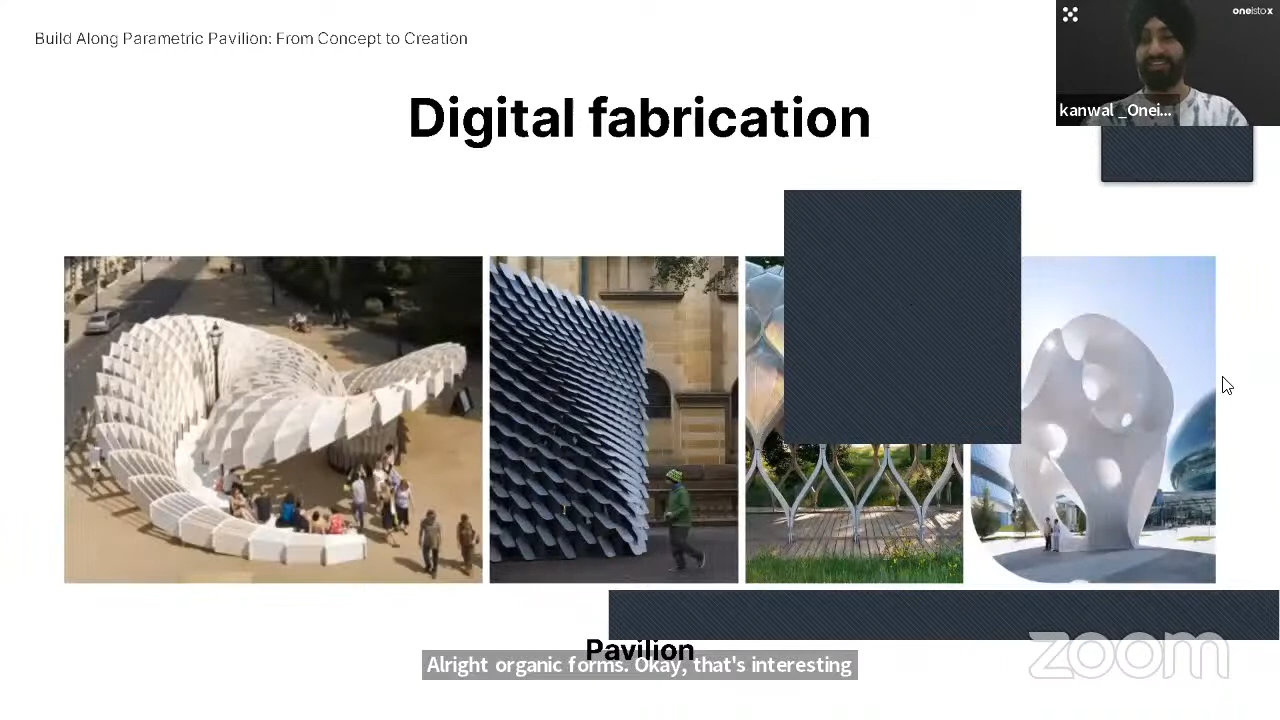 Build Along Parametric Pavilion: From Concept to Creation
oneistox
kanwal _Onei...
Digital fabrication
Pavilion
Alright organic forms. Okay, that's interesting
zoom